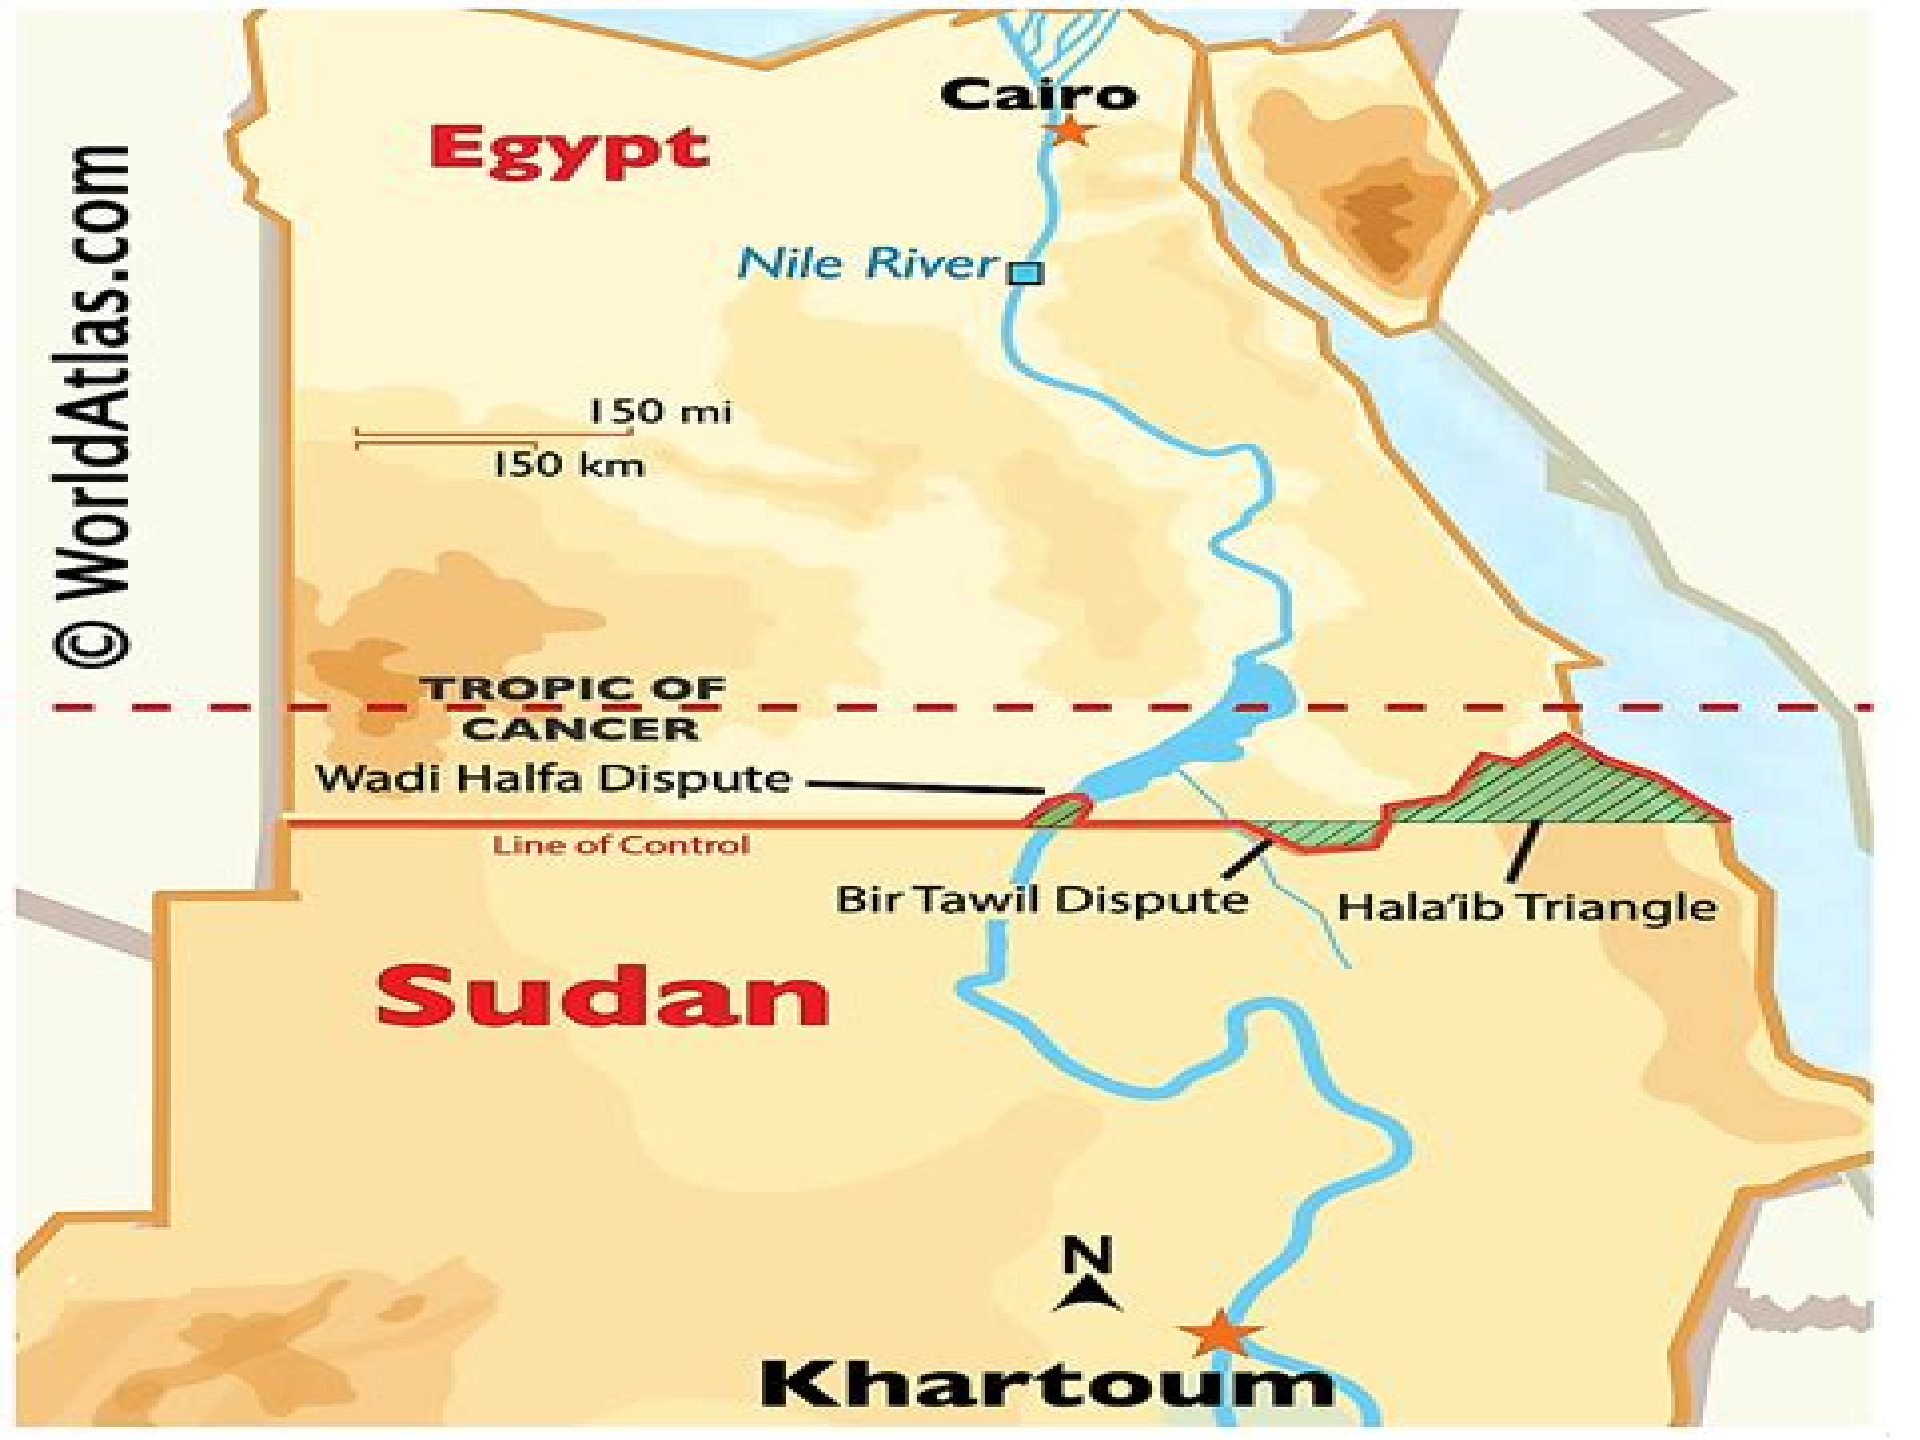 Cairo
Egypt
© WorldAtlas.com
Nile River
150 mi
150 km
TROPIC OF
CANCER
Wadi Halfa Dispute
Line of Control
Bir Tawil Dispute
Hala'ib Triangle
Sudan
N
Khartoum